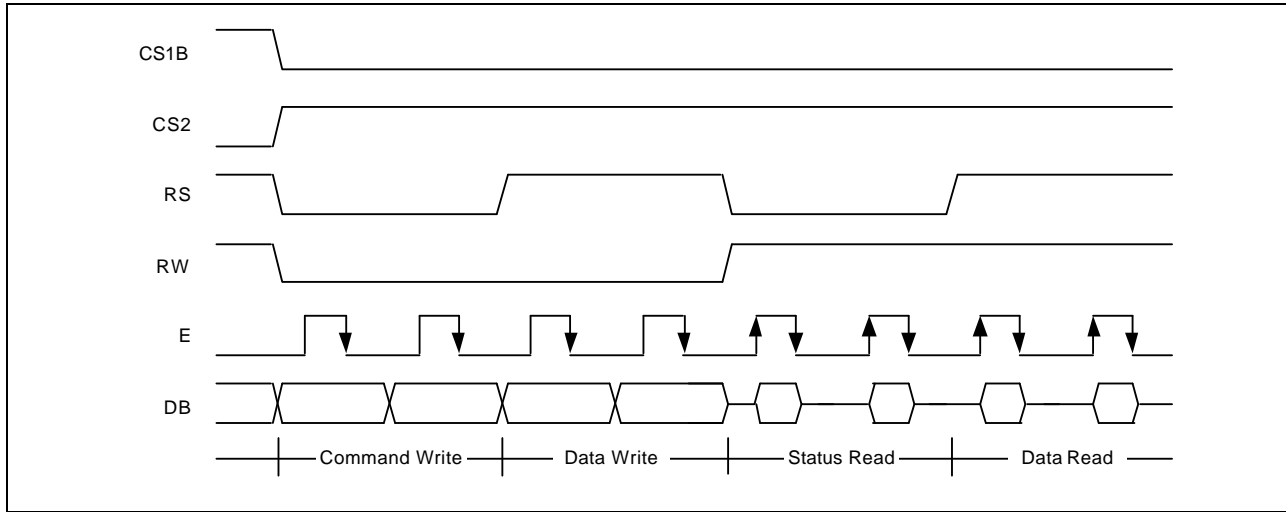 CS1B
CS2
RS
RW
E
DB
Command Write Data Write Status Read Data Read